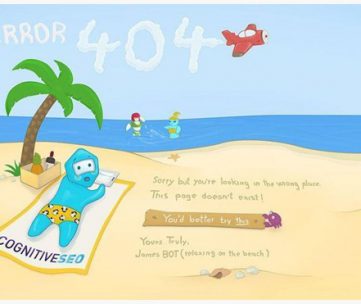 ERROR 404
Sorry but you're looking in the wrong place.
This page doesn't exist!
You'd better try this
Yours Truly,
James BOT (relaxing on the beach)
COGNITIVESEO